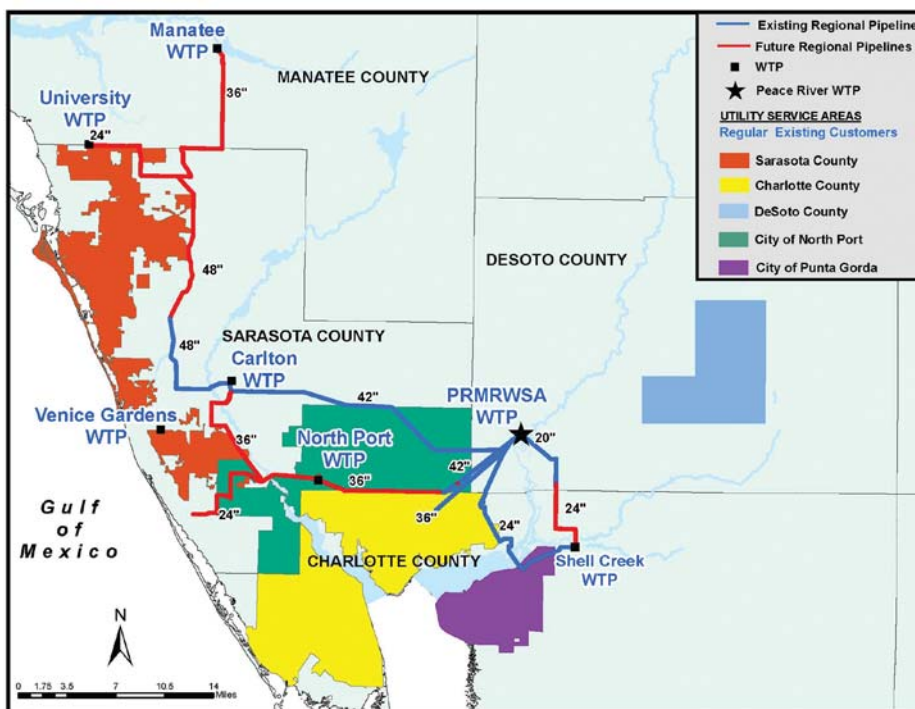 Manatee
WTP
MANATEE COUNTY
36"
University
WTP
24"
48"
DESOTO COUNTY
48"
SARASOTA COUNTY
Carlton
WTP
42"
PRMRWSA
WTP
20"
Venice Gardens
WTP
36"
North Port
WTP
42"
36"
24"
36"
24"
24"
Gulf
of
Mexico
CHARLOTTE COUNTY
Shell Creek
WTP
N
0 1.75 3.5 7 10.5 14
Miles
Existing Regional Pipeline
Future Regional Pipelines
WTP
Peace River WTP
UTILITY SERVICE AREAS
Regular Existing Customers
Sarasota County
Charlotte County
DeSoto County
City of North Port
City of Punta Gorda